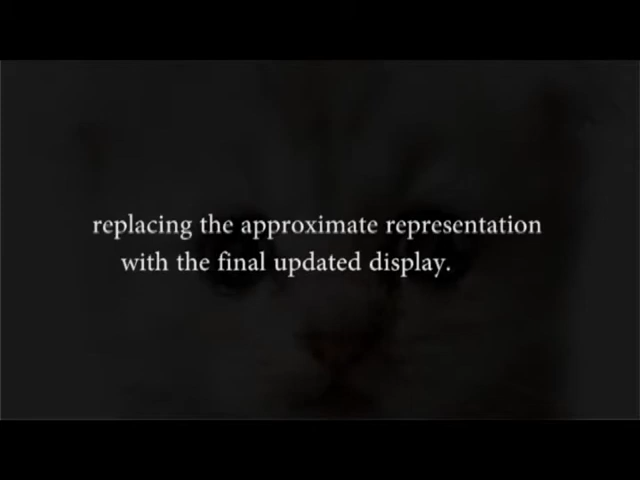 replacing the approximate representation
with the final updated display.